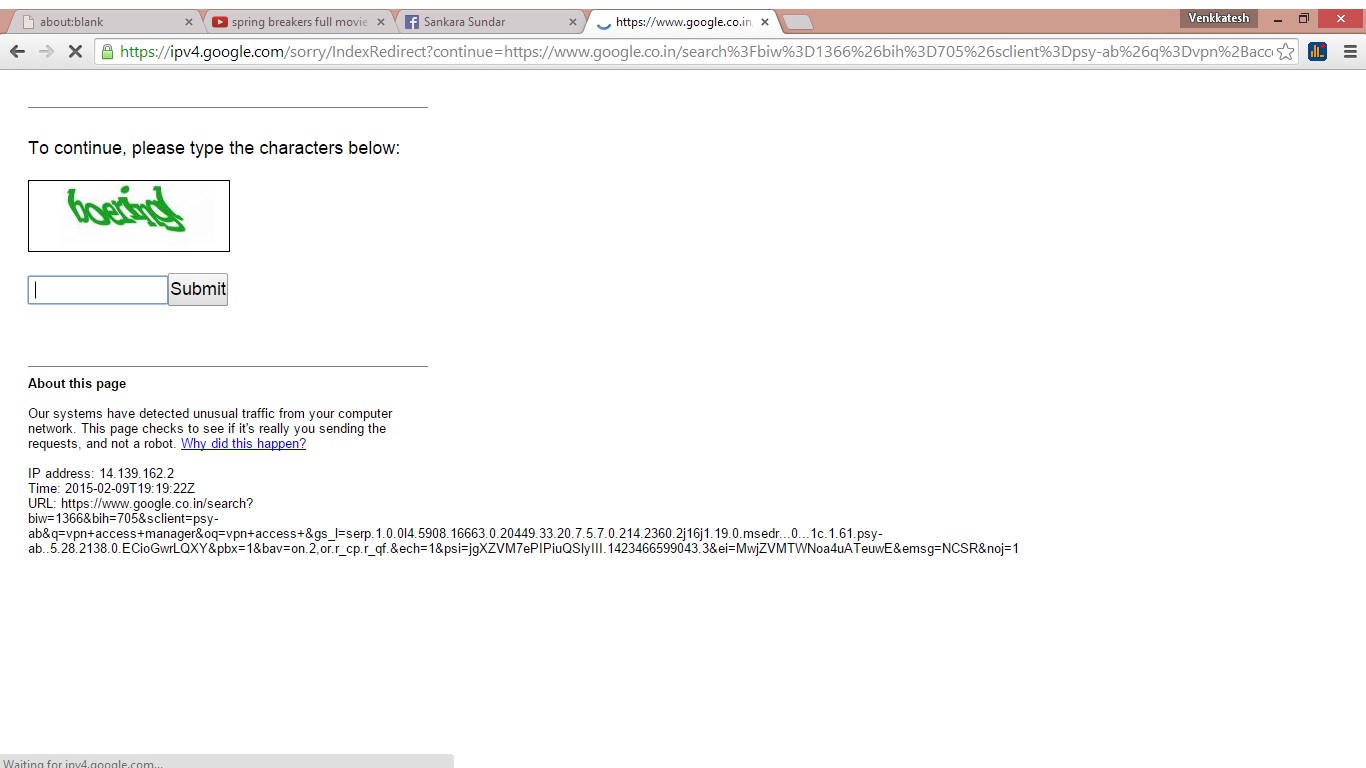 about:blank
spring breakers full movie
Sankara Sundar
https://www.google.co.in
Venkkatesh
https://ipv4.google.com/sorry/IndexRedirect?continue=https://www.google.co.in/search%3Fbiw%3D1366%26bih%3D705%26sclient%3Dpsy-ab%26q%3Dvpn%2Bacc
To continue, please type the characters below:
Submit
About this page
Our systems have detected unusual traffic from your computer
network. This page checks to see if it's really you sending the
requests, and not a robot. Why did this happen?
IP address: 14.139.162.2
Time: 2015-02-09T19:19:22Z
URL: https://www.google.co.in/search?
biw=1366&bih=705&sclient=psy-
ab&q=vpn+access+manager&oq=vpn+access+&gs_l=serp.1.0.0l4.5908.16663.0.20449.33.20.7.5.7.0.214.2360.2j16j1.19.0.msedr...0...1c.1.61.psy-
ab..5.28.2138.0.ECioGwrLQXY&pbx=1&bav=on.2,or.r_cp.r_qf.&ech=1&psi=jgXZVM7ePIPiuQSlyIII.1423466599043.3&ei=MwjZVMTWNoa4uATeuwE&emsg=NCSR&noj=1
Waiting for ipv4.google.com...